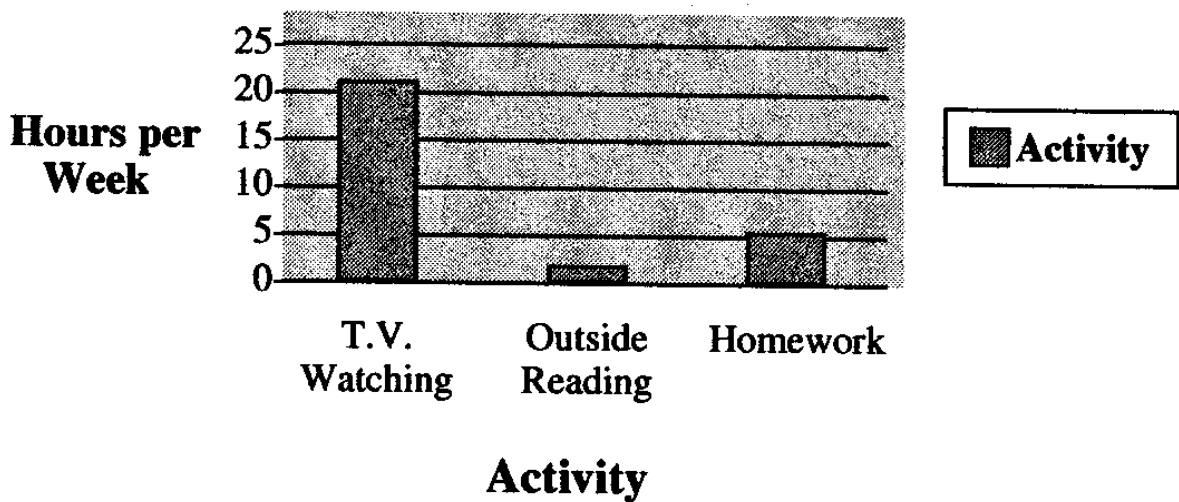 25
20
15
10
5
0
Hours per
Week
T.V.
Watching
Outside
Reading
Homework
Activity
Activity